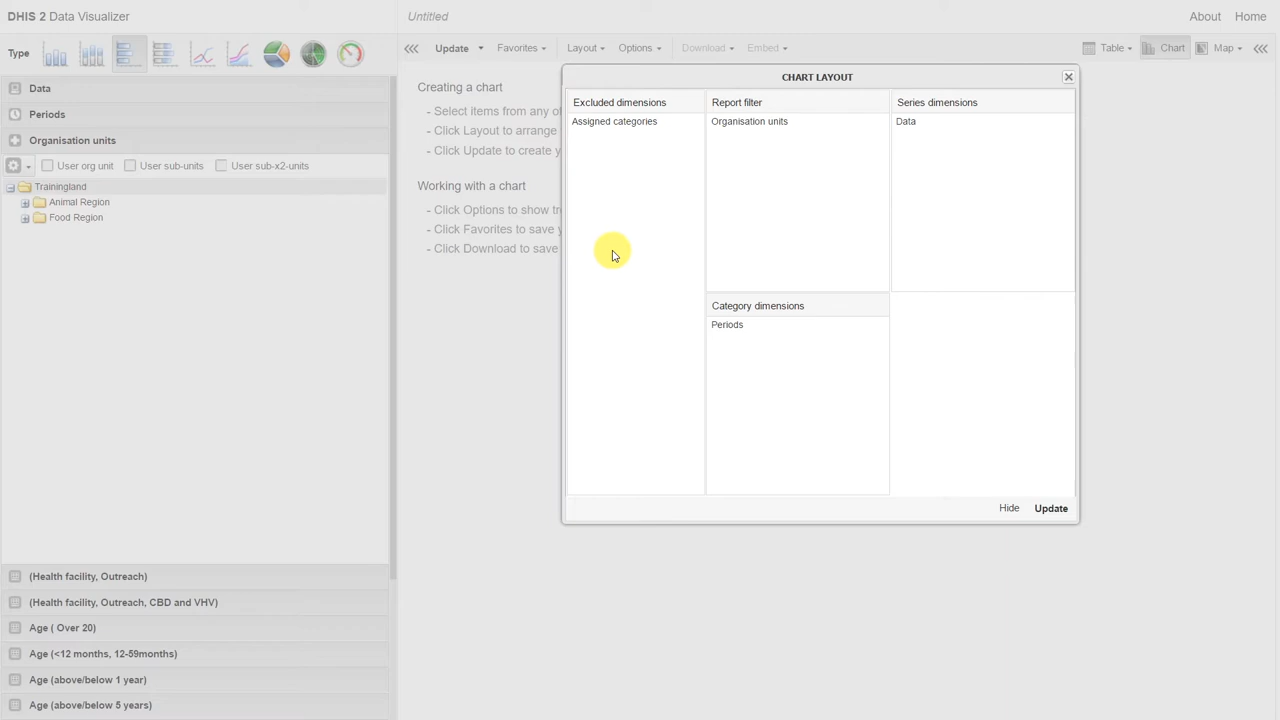 DHIS 2 Data Visualizer
Untitled
About
Home
Type
Update
Favorites
Layout
Options
Download
Embed
Table
Chart
Map
Data
Periods
Organisation units
User org unit
User sub-units
User sub-x2-units
Trainingland
Animal Region
Food Region
(Health facility, Outreach)
(Health facility, Outreach, CBD and VHV)
Age ( Over 20)
Age (<12 months, 12-59months)
Age (above/below 1 year)
Age (above/below 5 years)
Creating a chart
- Select items from any of
- Click Layout to arrange
- Click Update to create y
Working with a chart
- Click Options to show tr
- Click Favorites to save y
- Click Download to save
CHART LAYOUT
Excluded dimensions
Assigned categories
Report filter
Organisation units
Series dimensions
Data
Category dimensions
Periods
Hide
Update